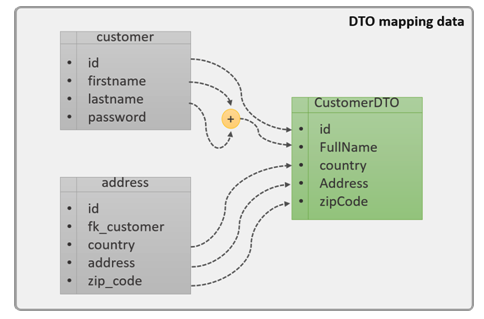 DTO mapping data
customer
• id
• firstname
• lastname
• password
+
CustomerDTO
• id
• FullName
• country
• Address
• zipCode
address
• id
• fk_customer
• country
• address
• zip_code